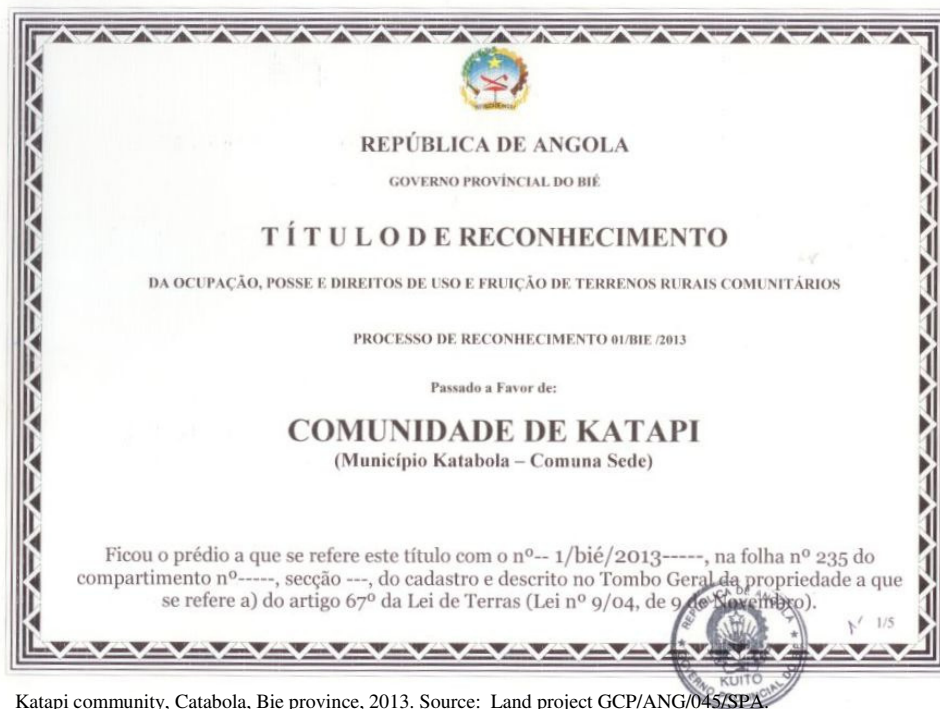 REPÚBLICA DE ANGOLA
GOVERNO PROVÍNCIAL DO BIÉ
T Í T U L O D E RECONHECIMENTO
DA OCUPAÇÃO, POSSE E DIREITOS DE USO E FRUIÇÃO DE TERRENOS RURAIS COMUNITÁRIOS
PROCESSO DE RECONHECIMENTO 01/BIE /2013
Passado a Favor de:
COMUNIDADE DE KATAPI
(Município Katabola – Comuna Sede)
Ficou o prédio a que se refere este título com o nº-- 1/bié/2013-----, na folha nº 235 do
compartimento nº-----, secção ---, do cadastro e descrito no Tombo Geral da propriedade a que
se refere a) do artigo 67º da Lei de Terras (Lei nº 9/04, de 9 de Novembro).
1/5
REPÚBLICA DE ANGOLA
GOVERNO PROVINCIAL DO
KUITO
Katapi community, Catabola, Bie province, 2013. Source: Land project GCP/ANG/045/SPA.